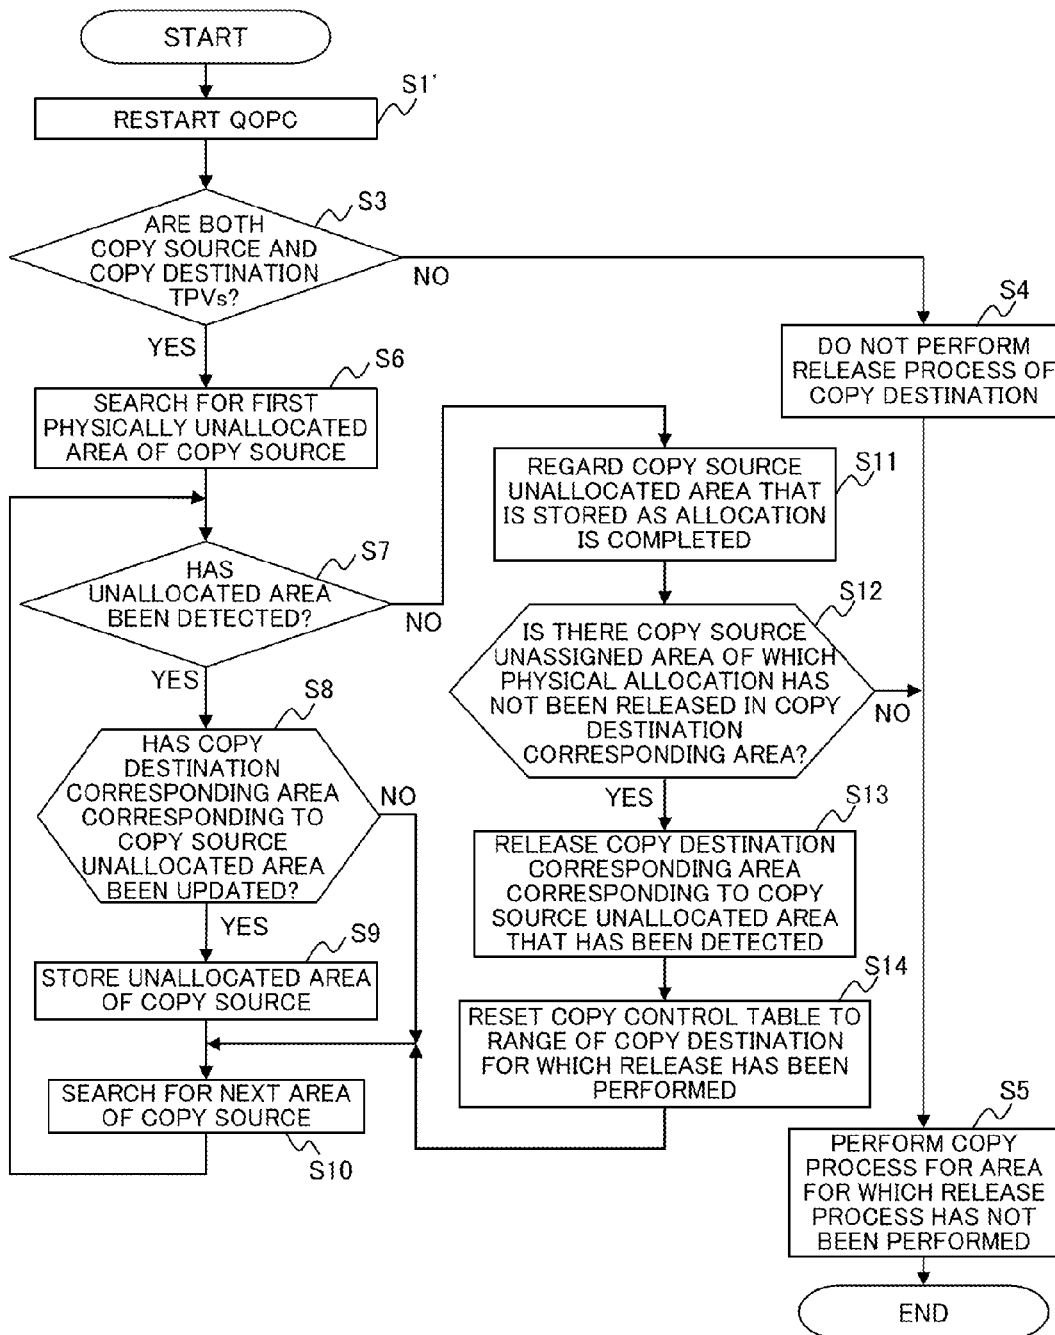 START
S1'
RESTART QOPC
S3
ARE BOTH
COPY SOURCE AND
COPY DESTINATION
TPVs?
NO
YES
S4
DO NOT PERFORM
RELEASE PROCESS OF
COPY DESTINATION
S6
SEARCH FOR FIRST
PHYSICALLY UNALLOCATED
AREA OF COPY SOURCE
S7
HAS
UNALLOCATED AREA
BEEN DETECTED?
NO
YES
S8
HAS COPY
DESTINATION
CORRESPONDING AREA
CORRESPONDING TO
COPY SOURCE
UNALLOCATED AREA
BEEN UPDATED?
NO
YES
S9
STORE UNALLOCATED AREA
OF COPY SOURCE
SEARCH FOR NEXT AREA
OF COPY SOURCE
S10
S11
REGARD COPY SOURCE
UNALLOCATED AREA THAT
IS STORED AS ALLOCATION
IS COMPLETED
S12
IS THERE COPY SOURCE
UNASSIGNED AREA OF WHICH
PHYSICAL ALLOCATION HAS
NOT BEEN RELEASED IN COPY
DESTINATION
CORRESPONDING AREA?
NO
YES
S13
RELEASE COPY DESTINATION
CORRESPONDING AREA
CORRESPONDING TO COPY
SOURCE UNALLOCATED AREA
THAT HAS BEEN DETECTED
S14
RESET COPY CONTROL TABLE TO
RANGE OF COPY DESTINATION
FOR WHICH RELEASE HAS BEEN
PERFORMED
S5
PERFORM COPY
PROCESS FOR AREA
FOR WHICH RELEASE
PROCESS HAS NOT
BEEN PERFORMED
END